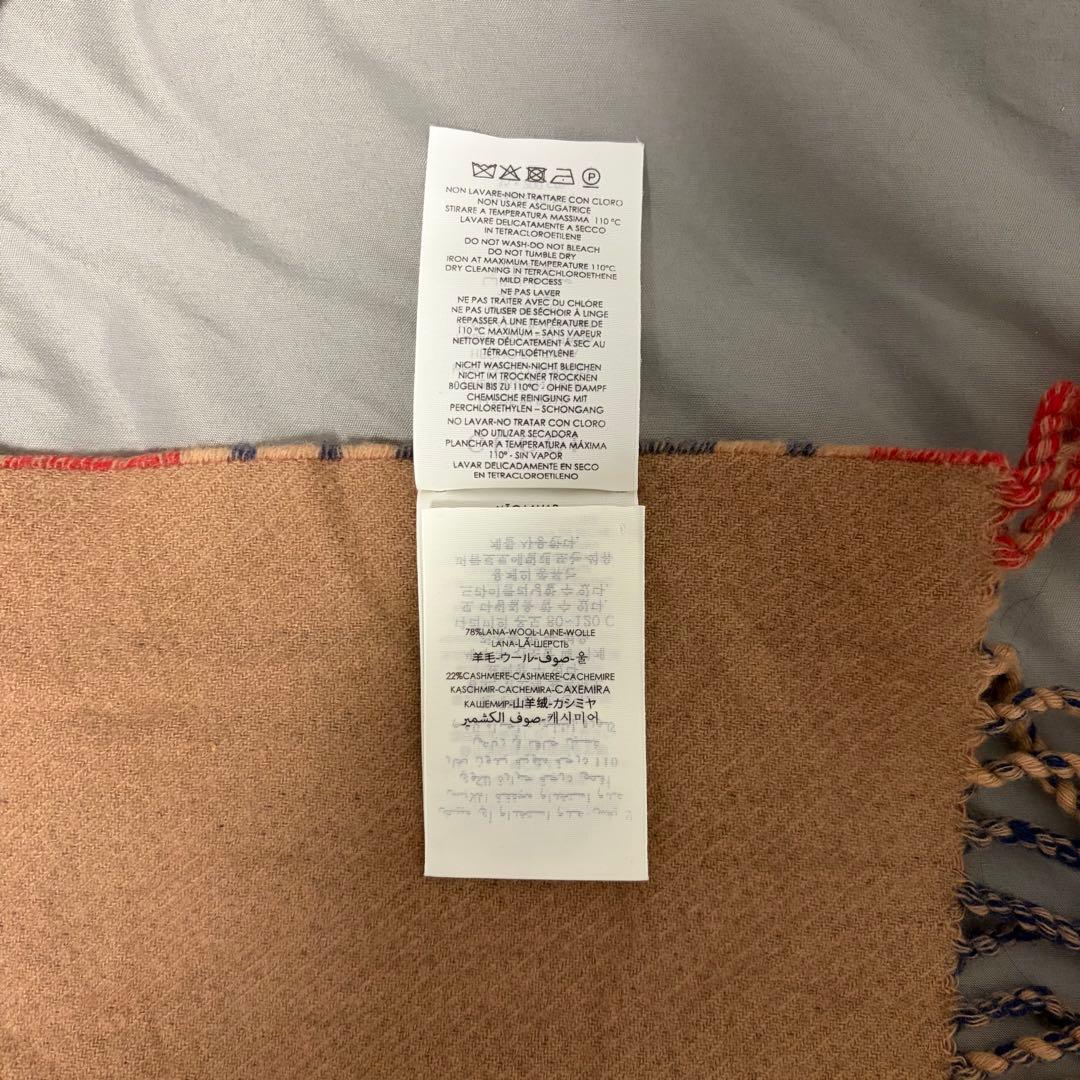 P
NON LAVARE-NON TRATTARE CON CLORO
NON USARE ASCIUGATRICE
STIRARE A TEMPERATURA MASSIMA 110 °C
LAVARE DELICATAMENTE A SECCO
IN TETRACLOROETILENE
DO NOT WASH-DO NOT BLEACH
DO NOT TUMBLE DRY
IRON AT MAXIMUM TEMPERATURE 110°C
DRY CLEANING IN TETRACHLOROETHENE
MILD PROCESS
NE PAS LAVER
NE PAS TRAITER AVEC DU CHLORE
NE PAS UTILISER DE SÉCHOIR À LINGE
REPASSER À UNE TEMPÉRATURE DE
110 °C MAXIMUM – SANS VAPEUR
NETTOYER DÉLICATEMENT À SEC AU
TÉTRACHLOÉTHYLÈNE
NICHT WASCHEN-NICHT BLEICHEN
NICHT IM TROCKNER TROCKNEN
BÜGELN BIS ZU 110°C - OHNE DAMPF
CHEMISCHE REINIGUNG MIT
PERCHLORETHYLEN – SCHONGANG
NO LAVAR-NO TRATAR CON CLORO
NO UTILIZAR SECADORA
PLANCHAR A TEMPERATURA MÁXIMA
110° - SIN VAPOR
LAVAR DELICADAMENTE EN SECO
EN TETRACLOROETILENO
78%LANA-WOOL-LAINE-WOLLE
LANA-LÃ-ШЕРСТЬ
羊毛-ウール-صوف-울
22%CASHMERE-CASHMERE-CACHEMIRE
KASCHMIR-CACHEMIRA-CAXEMIRA
КАШЕМИР-山羊绒-カシミヤ
صوف الكشمير-캐시미어